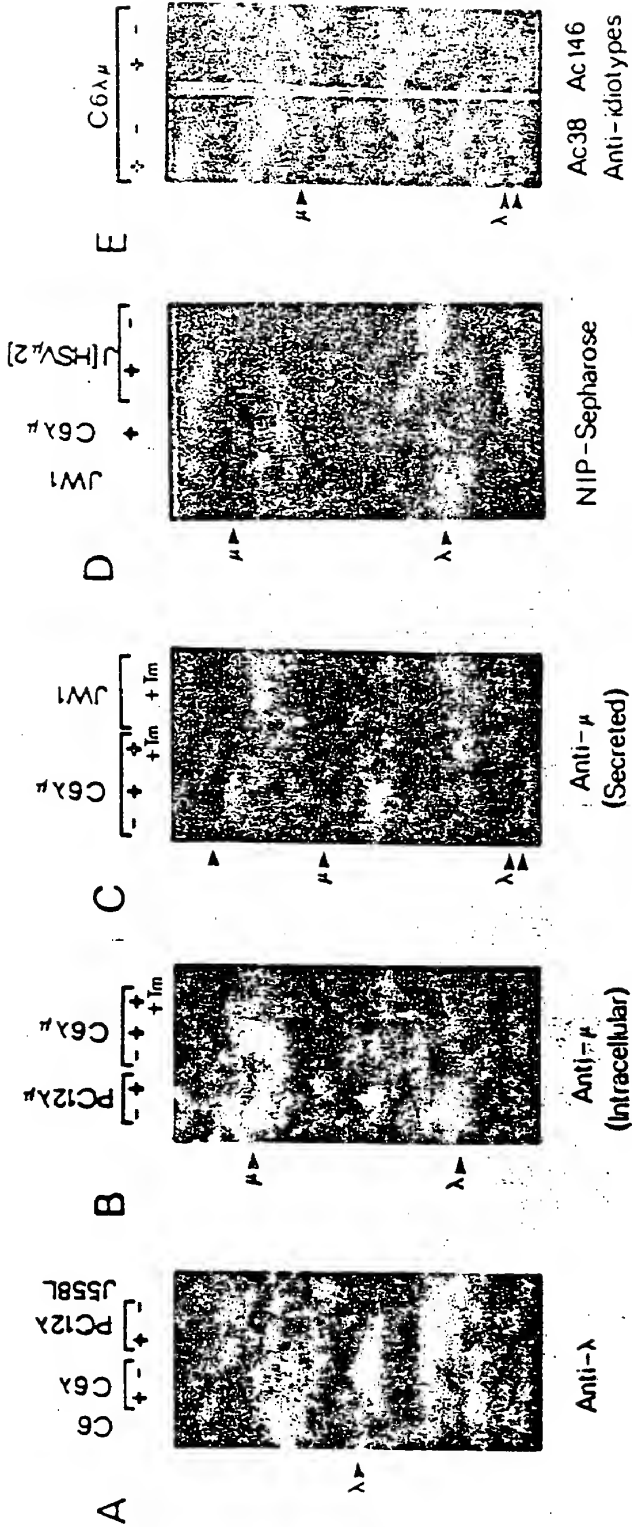 A
C6
C6λ
+ -
PC12λ
+ -
J558L
λ
Anti-λ
B
PC12λμ
- +
C6λμ
- + +
+Tm
μ
λ
Anti-μ
(Intracellular)
C
C6λμ
- + +
+Tm
JW1
+Tm
μ
λ
Anti-μ
(Secreted)
D
JW1
C6λμ
+
J[HSVμ2]
+ -
μ
λ
NIP-Sepharose
E
C6λμ
+ - + -
μ
λ
Ac38 Ac146
Anti-idiotypes